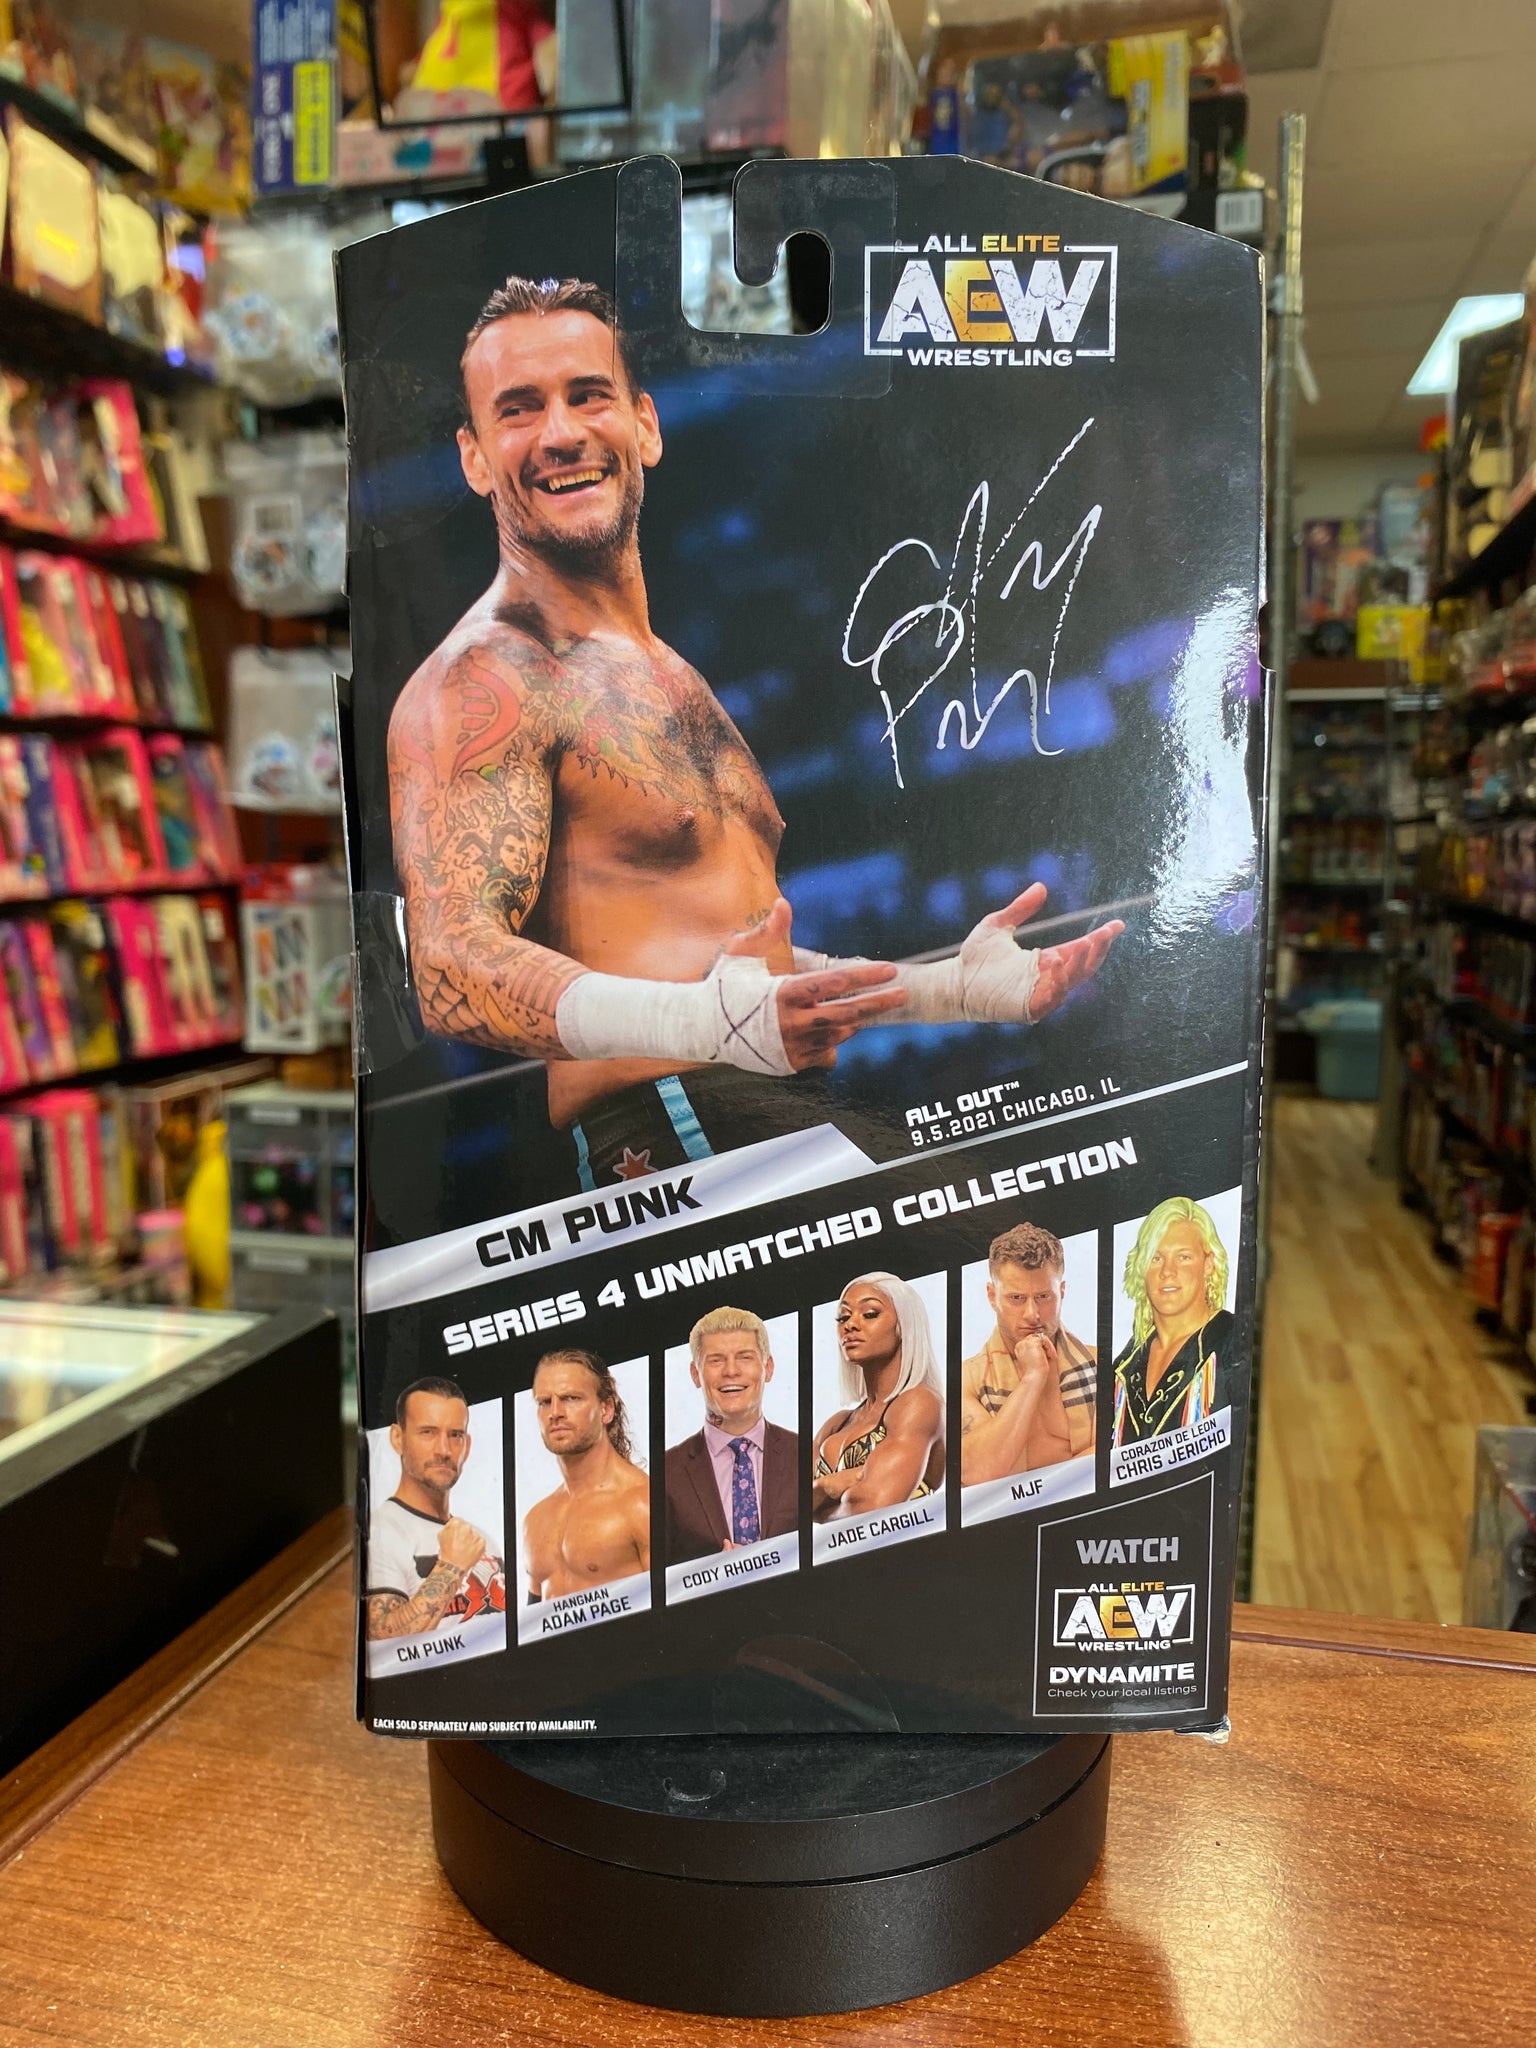 ALL ELITE
AEW
WRESTLING
ALL OUT™
9.5.2021 CHICAGO, IL
CM PUNK
SERIES 4 UNMATCHED COLLECTION
CM PUNK
HANGMAN
ADAM PAGE
CODY RHODES
JADE CARGILL
MJF
CORAZON DE LEON
CHRIS JERICHO
WATCH
ALL ELITE
AEW
WRESTLING
DYNAMITE
Check your local listings
EACH SOLD SEPARATELY AND SUBJECT TO AVAILABILITY.